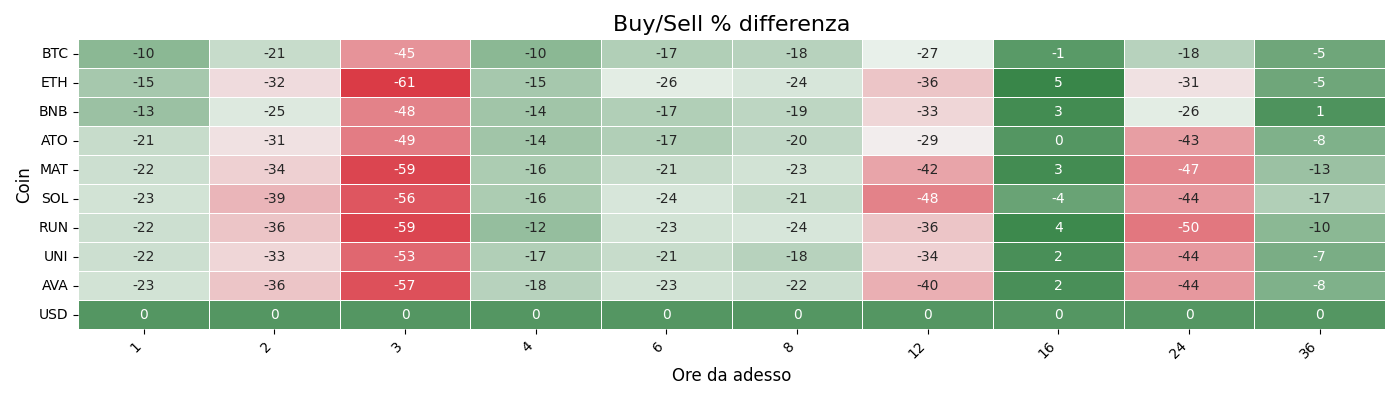 Buy/Sell % differenza
Coin
BTC -10 -21 -45 -10 -17 -18 -27 -1 -18 -5
ETH -15 -32 -61 -15 -26 -24 -36 5 -31 -5
BNB -13 -25 -48 -14 -17 -19 -33 3 -26 1
ATO -21 -31 -49 -14 -17 -20 -29 0 -43 -8
MAT -22 -34 -59 -16 -21 -23 -42 3 -47 -13
SOL -23 -39 -56 -16 -24 -21 -48 -4 -44 -17
RUN -22 -36 -59 -12 -23 -24 -36 4 -50 -10
UNI -22 -33 -53 -17 -21 -18 -34 2 -44 -7
AVA -23 -36 -57 -18 -23 -22 -40 2 -44 -8
USD 0 0 0 0 0 0 0 0 0 0
1 2 3 4 6 8 12 16 24 36
Ore da adesso